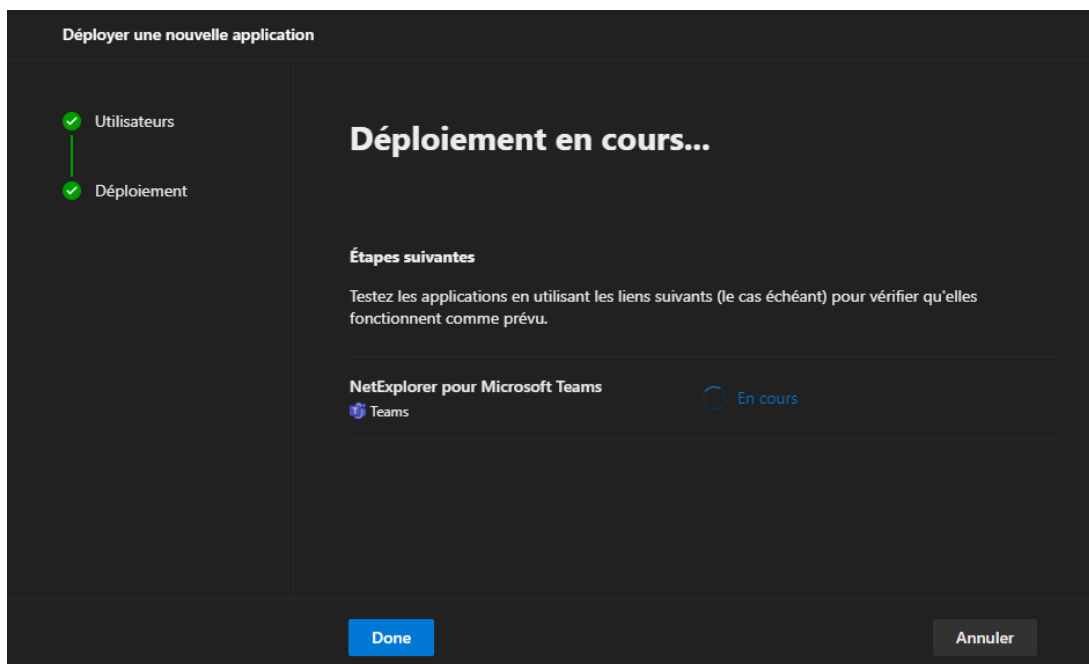 Déployer une nouvelle application
Utilisateurs
Déploiement
Déploiement en cours...
Étapes suivantes
Testez les applications en utilisant les liens suivants (le cas échéant) pour vérifier qu'elles
fonctionnent comme prévu.
NetExplorer pour Microsoft Teams
Teams
En cours
Done
Annuler